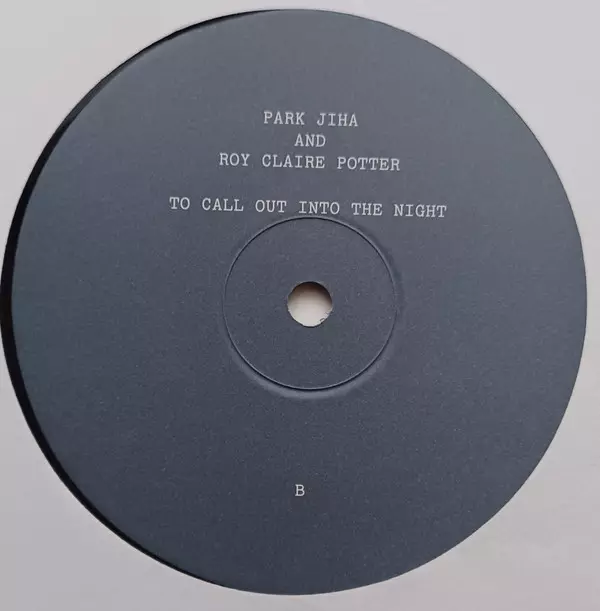 PARK JIHA
AND
ROY CLAIRE POTTER
TO CALL OUT INTO THE NIGHT
B